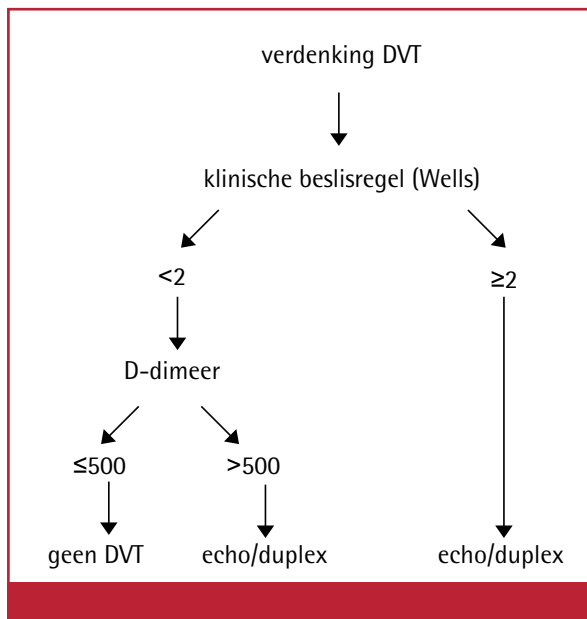 verdenking DVT
klinische beslisregel (Wells)
<2
≥2
D-dimeer
≤500
>500
geen DVT
echo/duplex
echo/duplex